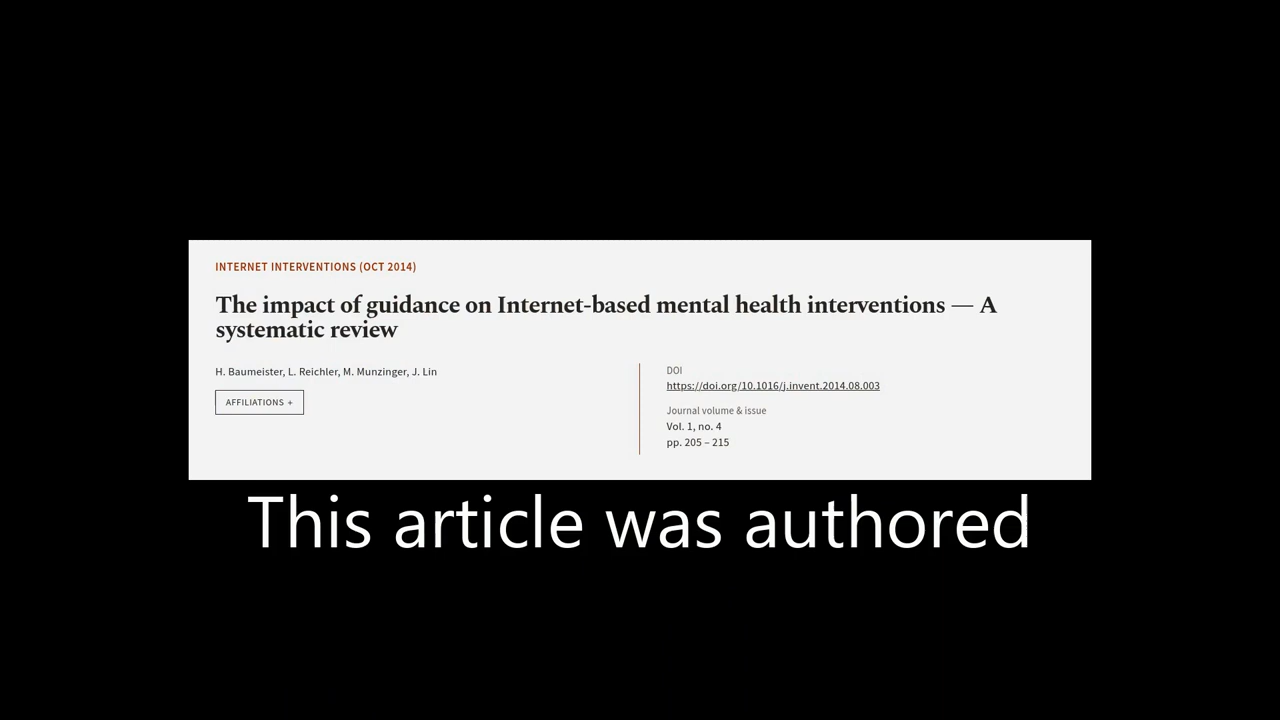 INTERNET INTERVENTIONS (OCT 2014)
The impact of guidance on Internet-based mental health interventions — A
systematic review
H. Baumeister, L. Reichler, M. Munzinger, J. Lin
AFFILIATIONS +
DOI
https://doi.org/10.1016/j.invent.2014.08.003
Journal volume & issue
Vol. 1, no. 4
pp. 205 – 215
This article was authored